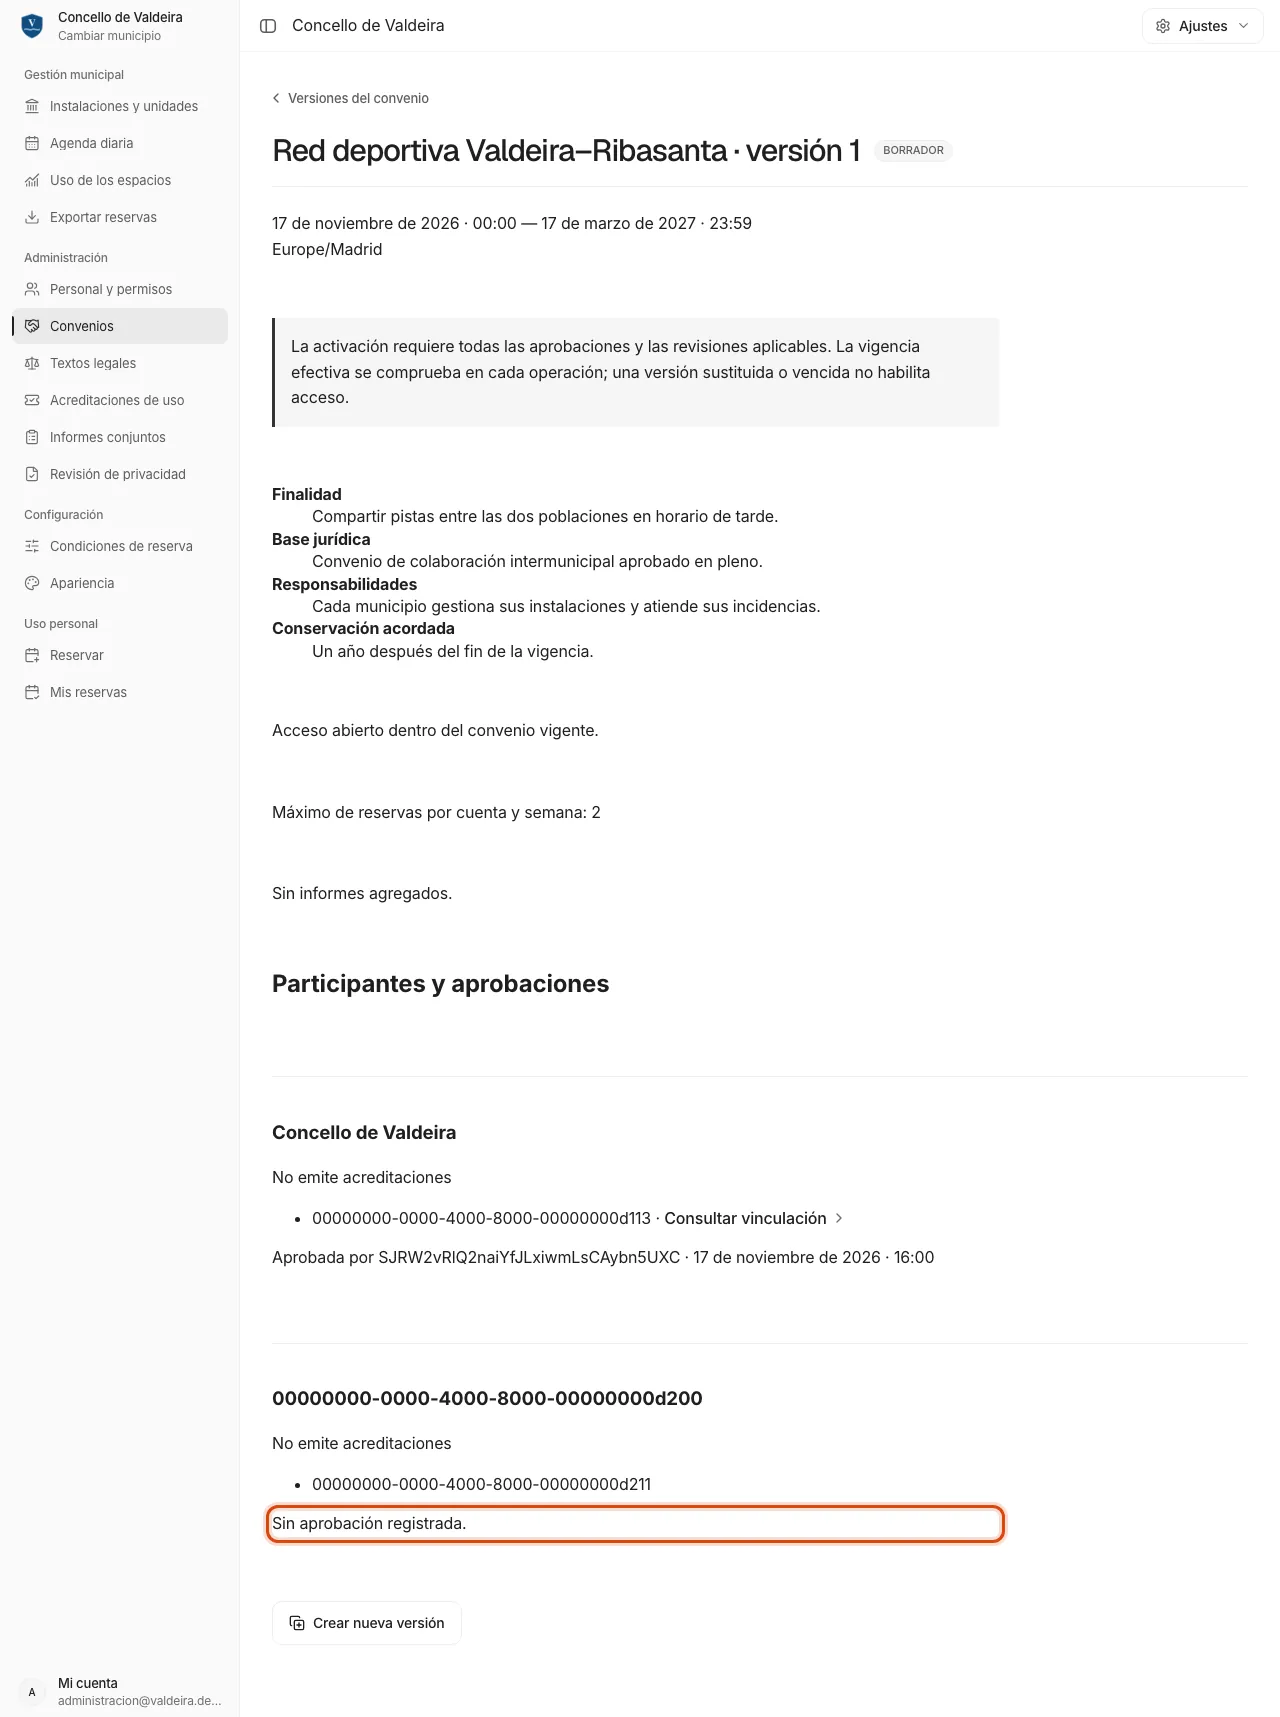 Concello de Valdeira
Cambiar municipio
Gestión municipal
Instalaciones y unidades
Agenda diaria
Uso de los espacios
Exportar reservas
Administración
Personal y permisos
Convenios
Textos legales
Acreditaciones de uso
Informes conjuntos
Revisión de privacidad
Configuración
Condiciones de reserva
Apariencia
Uso personal
Reservar
Mis reservas
Mi cuenta
A
administracion@valdeira.de...
Concello de Valdeira
Ajustes
Versiones del convenio
Red deportiva Valdeira–Ribasanta · versión 1
BORRADOR
17 de noviembre de 2026 · 00:00 — 17 de marzo de 2027 · 23:59
Europe/Madrid
La activación requiere todas las aprobaciones y las revisiones aplicables. La vigencia
efectiva se comprueba en cada operación; una versión sustituida o vencida no habilita
acceso.
Finalidad
Compartir pistas entre las dos poblaciones en horario de tarde.
Base jurídica
Convenio de colaboración intermunicipal aprobado en pleno.
Responsabilidades
Cada municipio gestiona sus instalaciones y atiende sus incidencias.
Conservación acordada
Un año después del fin de la vigencia.
Acceso abierto dentro del convenio vigente.
Máximo de reservas por cuenta y semana: 2
Sin informes agregados.
Participantes y aprobaciones
Concello de Valdeira
No emite acreditaciones
• 00000000-0000-4000-8000-00000000d113 · Consultar vinculación
Aprobada por SJRW2vRlQ2naiYfJLxiwmLsCAybn5UXC · 17 de noviembre de 2026 · 16:00
00000000-0000-4000-8000-00000000d200
No emite acreditaciones
• 00000000-0000-4000-8000-00000000d211
Sin aprobación registrada.
Crear nueva versión